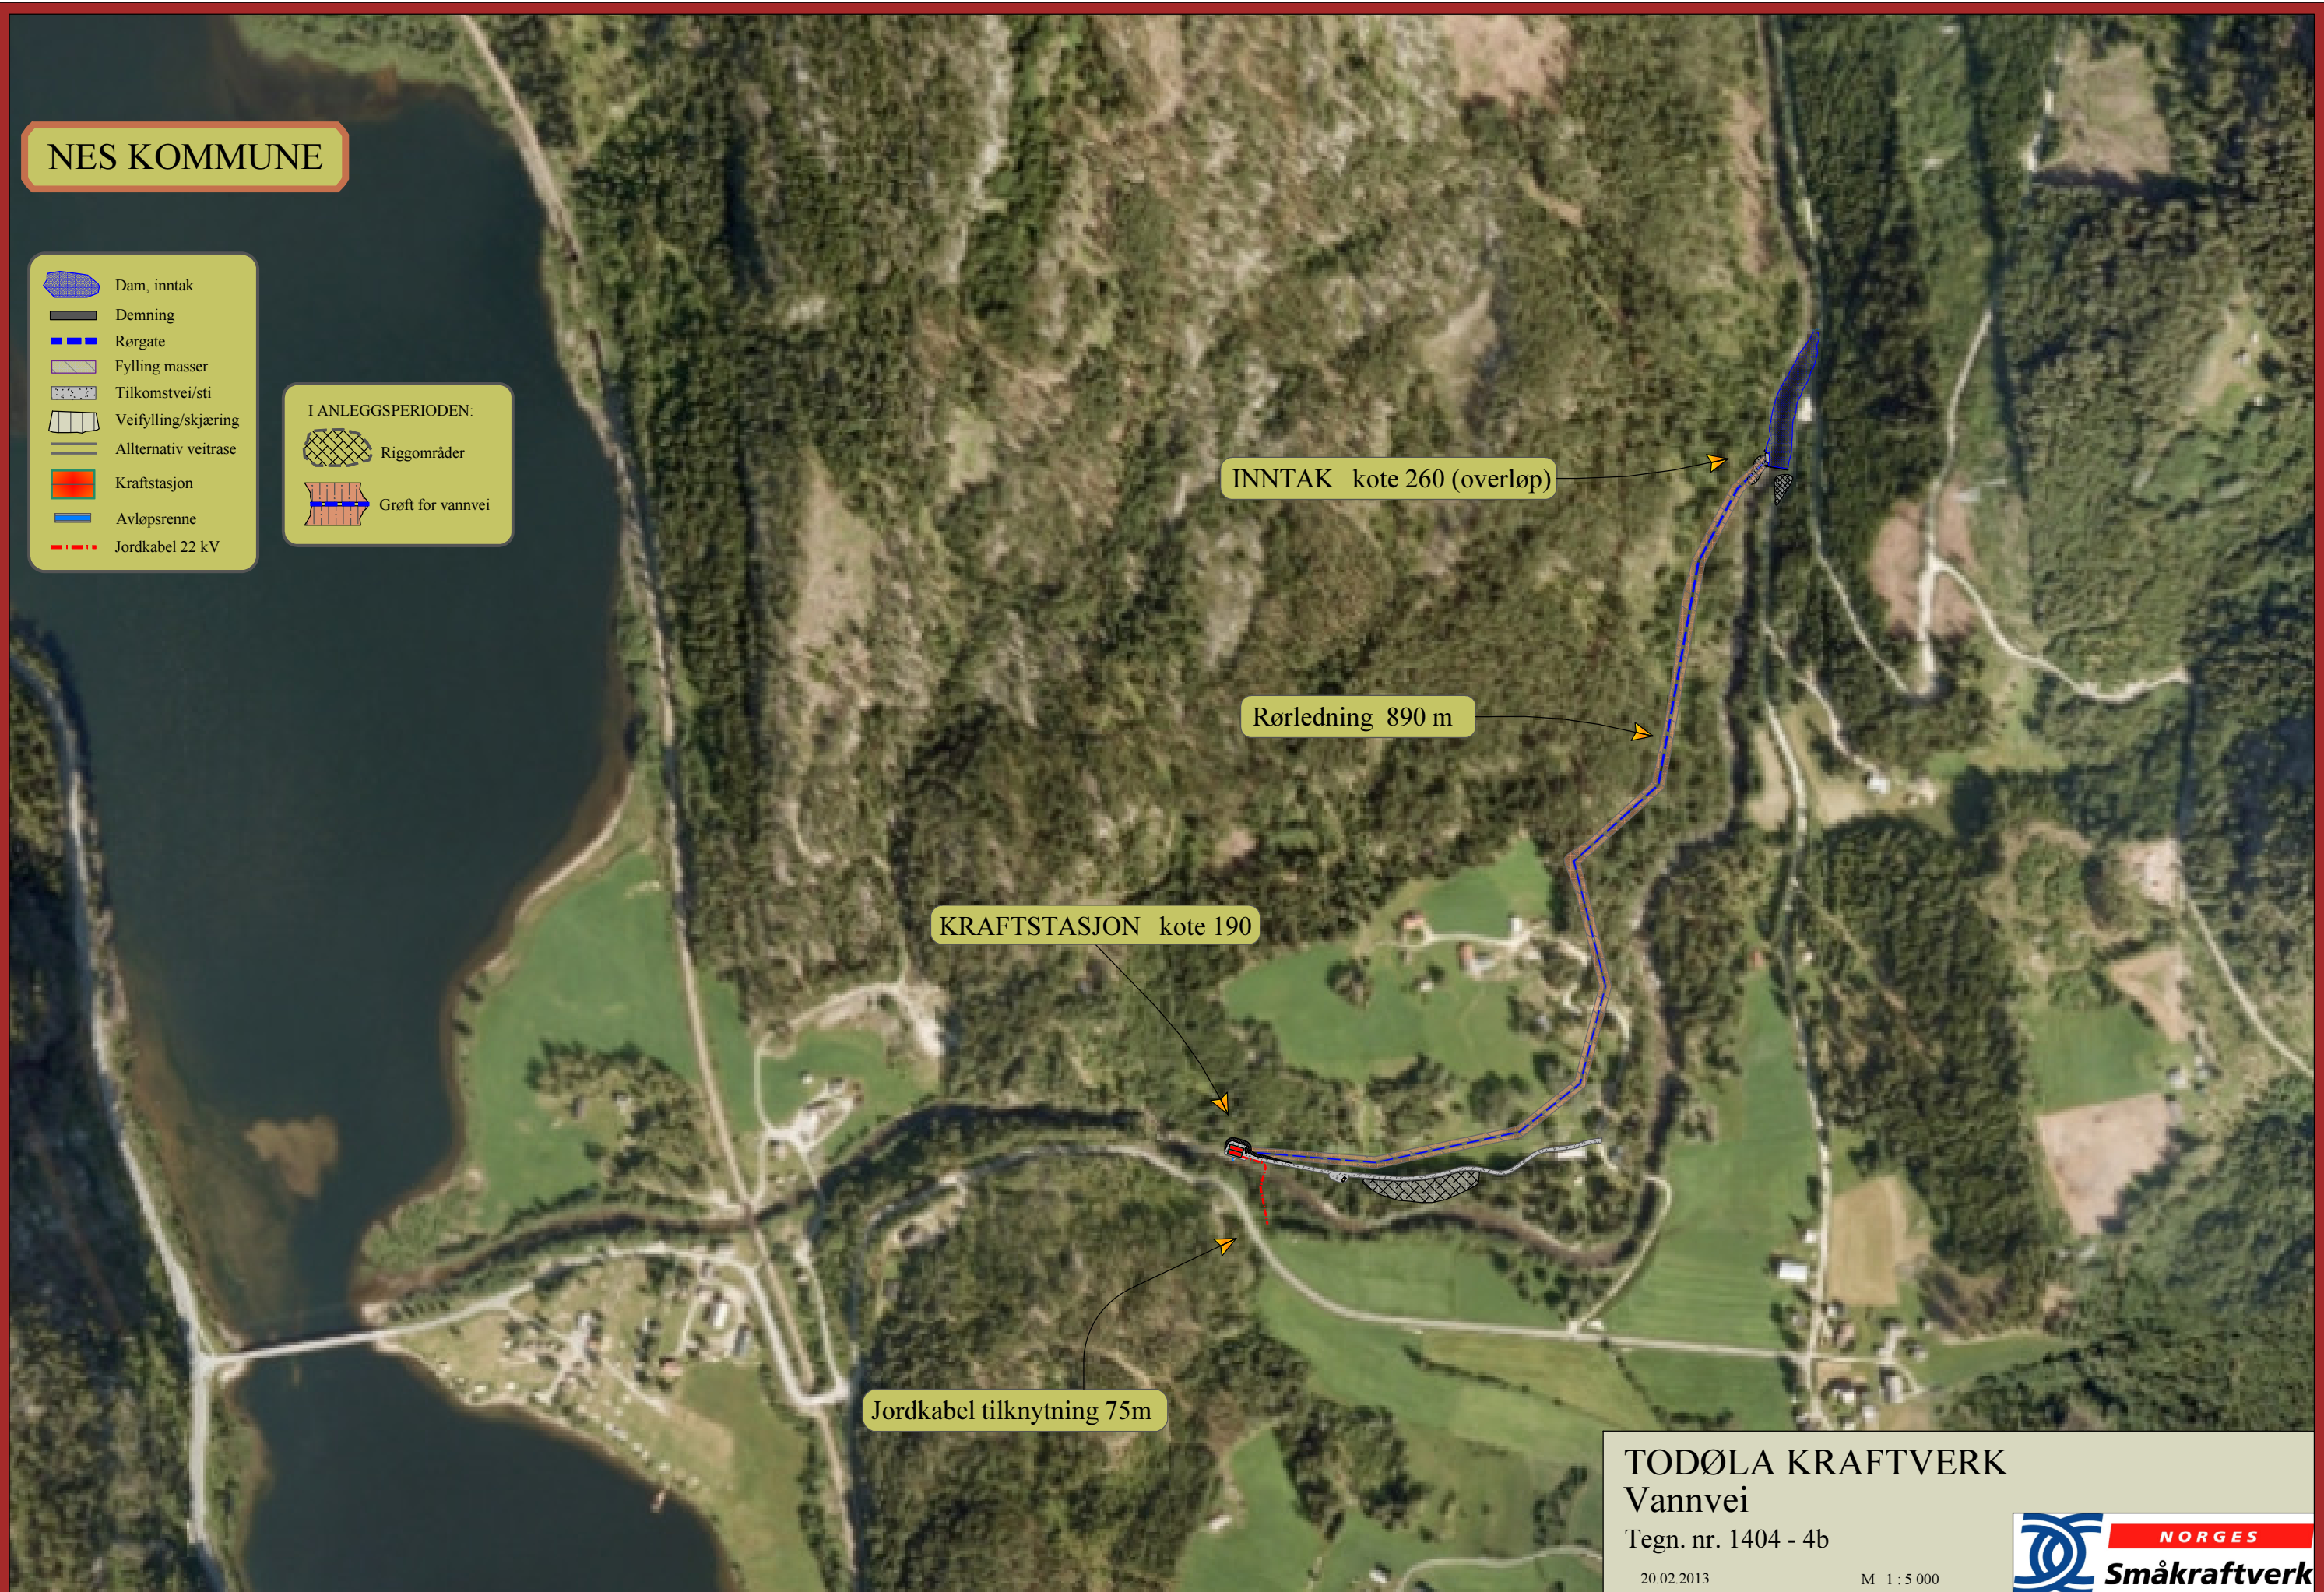 NES KOMMUNE
Dam, inntak
Demning
Rørgate
Fylling masser
Tilkomstvei/sti
Veifylling/skjæring
Allternativ veitrase
Kraftstasjon
Avløpsrenne
Jordkabel 22 kV
I ANLEGGSPERIODEN:
Riggområder
Grøft for vannvei
INNTAK kote 260 (overløp)
Rørledning 890 m
KRAFTSTASJON kote 190
Jordkabel tilknytning 75m
TODØLA KRAFTVERK
Vannvei
Tegn. nr. 1404 - 4b
20.02.2013 M 1 : 5 000
NORGES
Småkraftverk